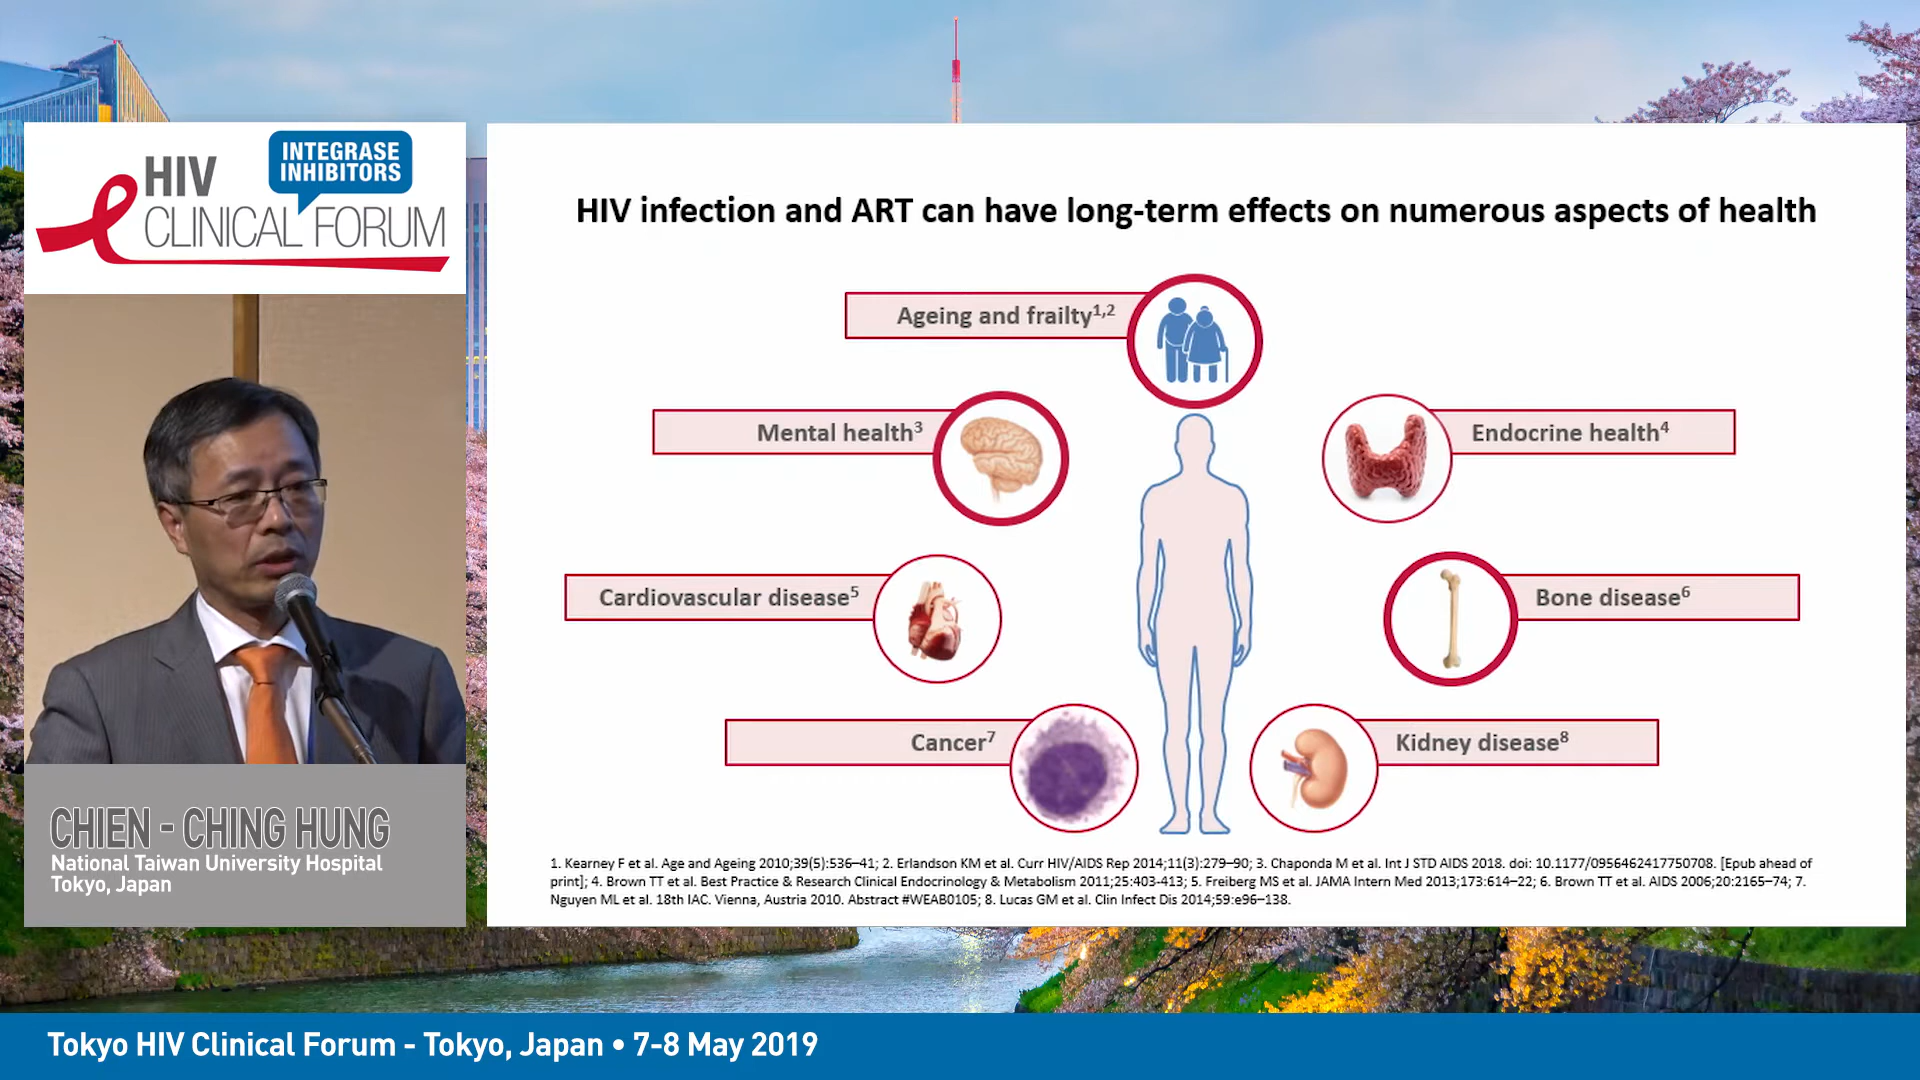 HIV
INTEGRASE
INHIBITORS
CLINICAL FORUM
HIV infection and ART can have long-term effects on numerous aspects of health
Ageing and frailty1,2
Mental health3
Endocrine health4
Cardiovascular disease5
Bone disease6
Cancer7
Kidney disease8
1. Kearney F et al. Age and Ageing 2010;39(5):536–41; 2. Erlandson KM et al. Curr HIV/AIDS Rep 2014;11(3):279–90; 3. Chaponda M et al. Int J STD AIDS 2018. doi: 10.1177/0956462417750708. [Epub ahead of
print]; 4. Brown TT et al. Best Practice & Research Clinical Endocrinology & Metabolism 2011;25:403-413; 5. Freiberg MS et al. JAMA Intern Med 2013;173:614–22; 6. Brown TT et al. AIDS 2006;20:2165–74; 7.
Nguyen ML et al. 18th IAC. Vienna, Austria 2010. Abstract #WEAB0105; 8. Lucas GM et al. Clin Infect Dis 2014;59:e96–138.
CHIEN - CHING HUNG
National Taiwan University Hospital
Tokyo, Japan
Tokyo HIV Clinical Forum - Tokyo, Japan • 7-8 May 2019